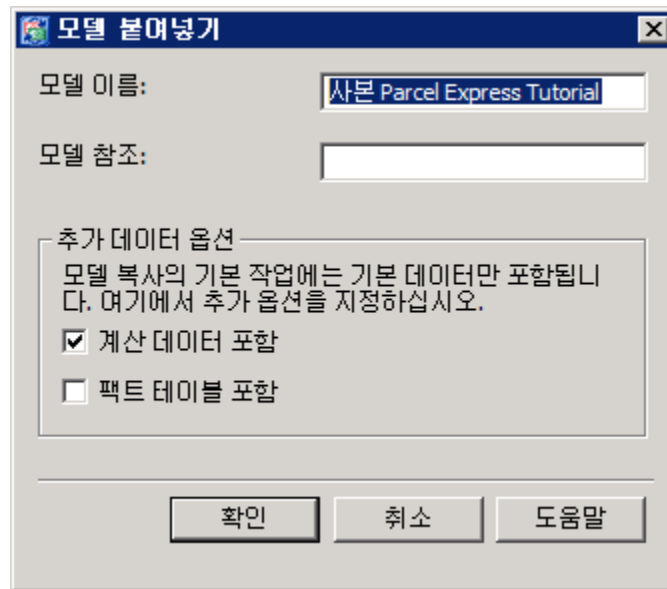 모델 붙여넣기
모델 이름:
사본 Parcel Express Tutorial
모델 참조:
추가 데이터 옵션
모델 복사의 기본 작업에는 기본 데이터만 포함됩니
다. 여기에서 추가 옵션을 지정하십시오.
계산 데이터 포함
팩트 테이블 포함
확인
취소
도움말